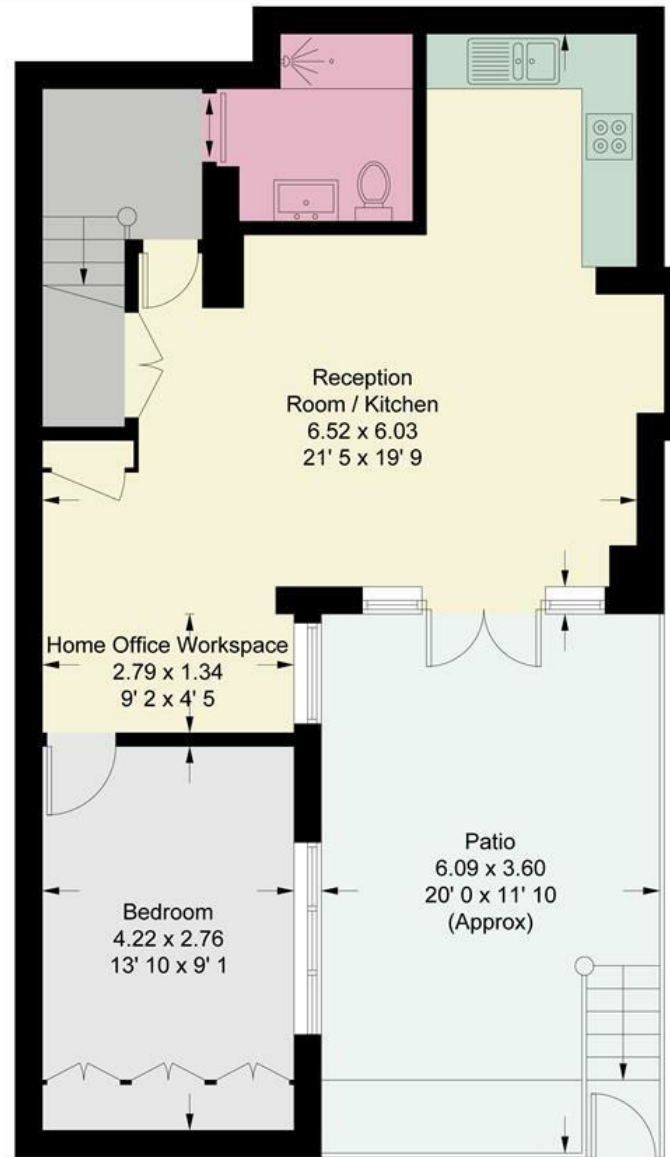 Reception
Room / Kitchen
6.52 x 6.03
21' 5 x 19' 9
Home Office Workspace
2.79 x 1.34
9' 2 x 4' 5
Bedroom
4.22 x 2.76
13' 10 x 9' 1
Patio
6.09 x 3.60
20' 0 x 11' 10
(Approx)